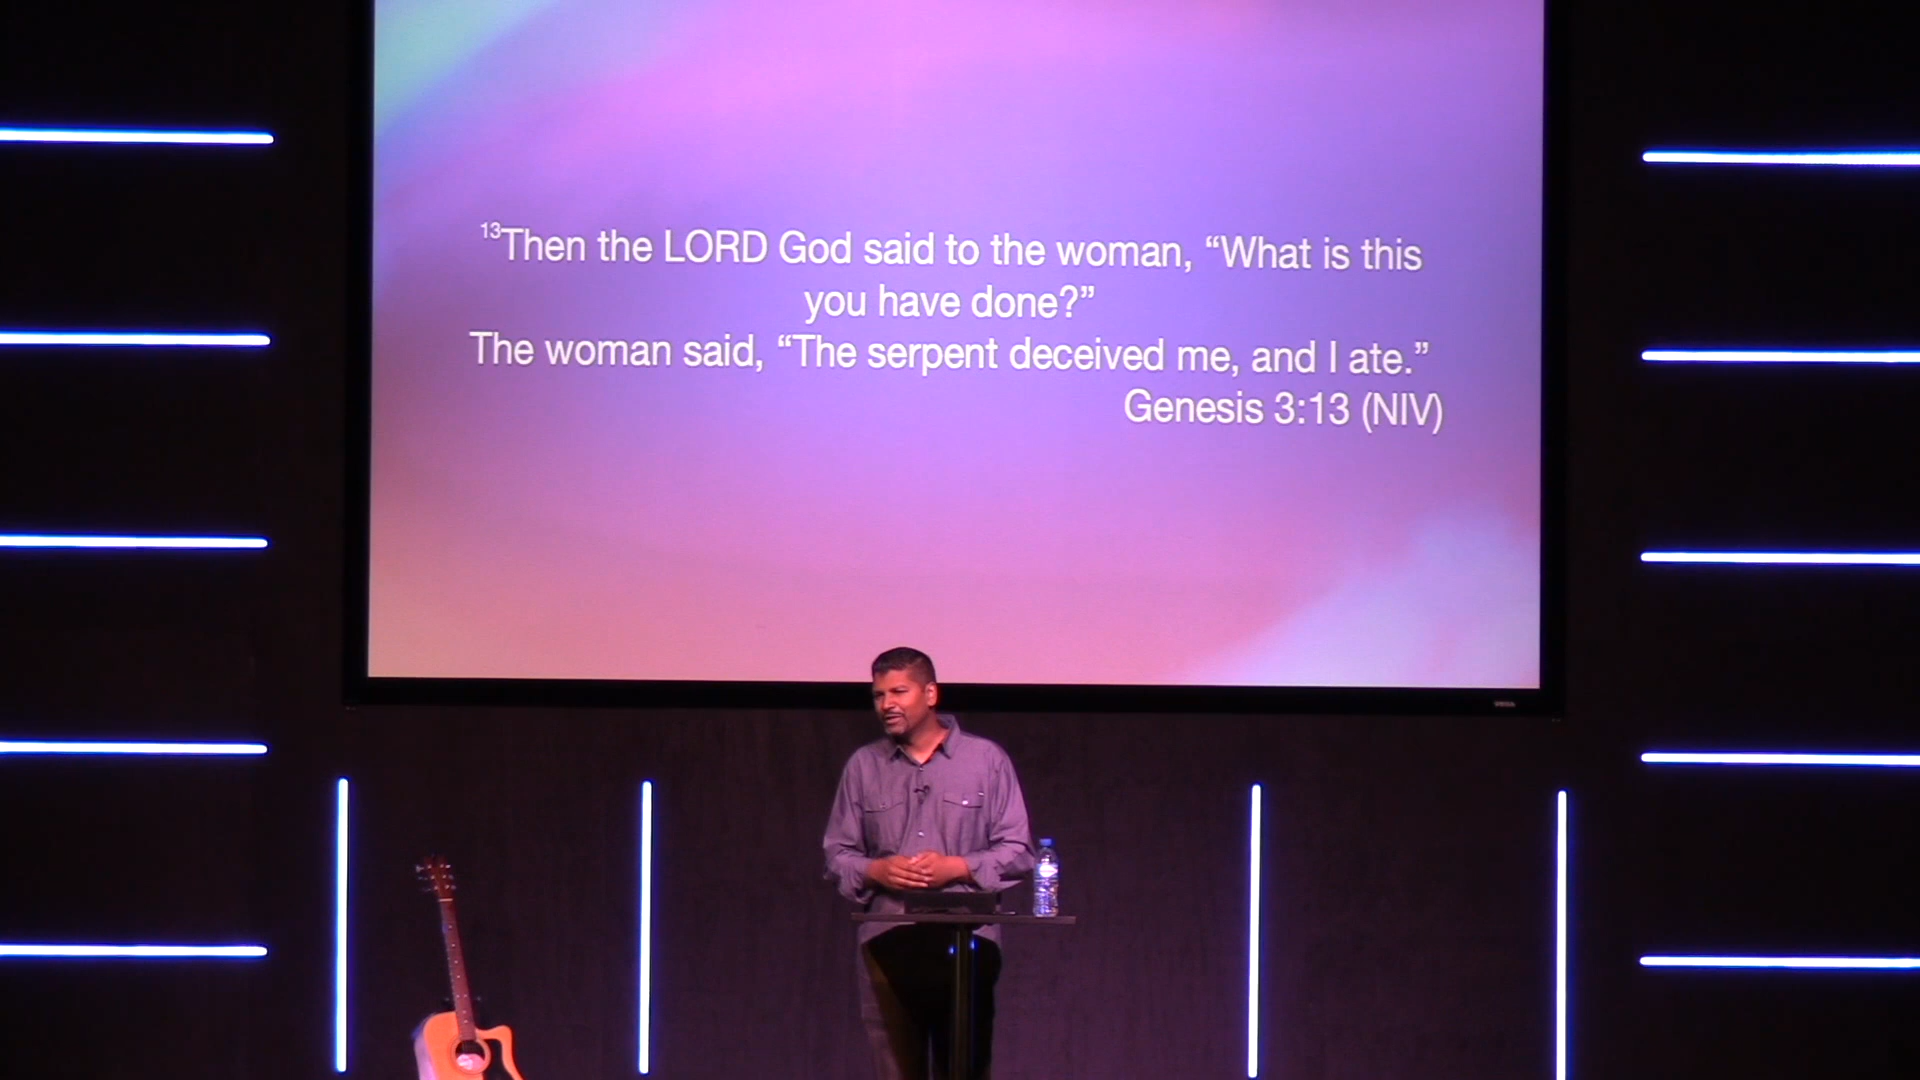 ¹³Then the LORD God said to the woman, “What is this
you have done?”
The woman said, “The serpent deceived me, and I ate.”
Genesis 3:13 (NIV)